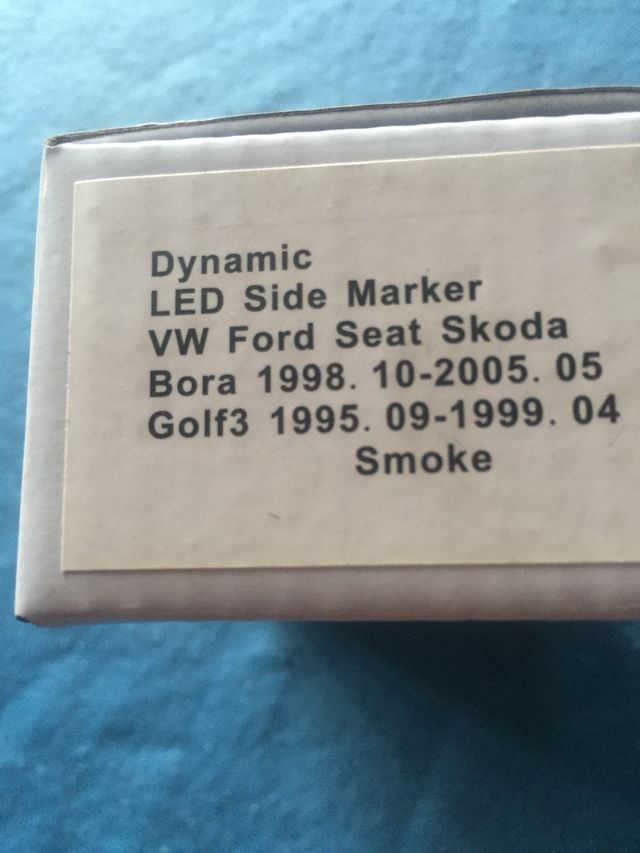 Dynamic
LED Side Marker
VW Ford Seat Skoda
Bora 1998. 10-2005. 05
Golf3 1995. 09-1999. 04
Smoke